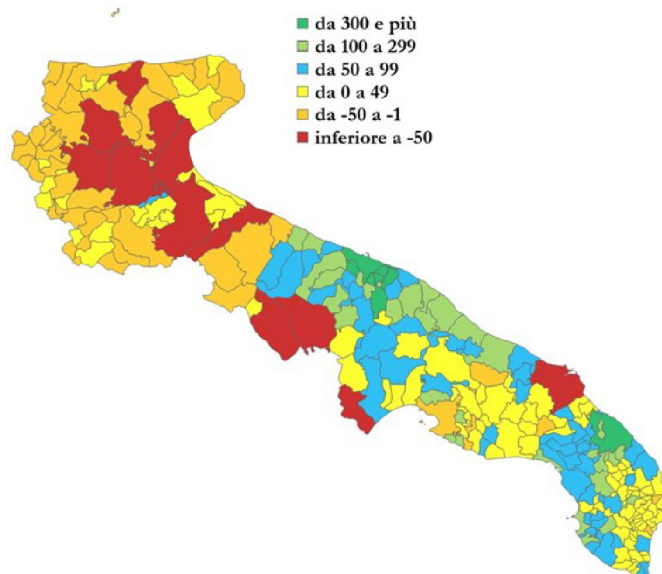 da 300 e più
da 100 a 299
da 50 a 99
da 0 a 49
da -50 a -1
inferiore a -50